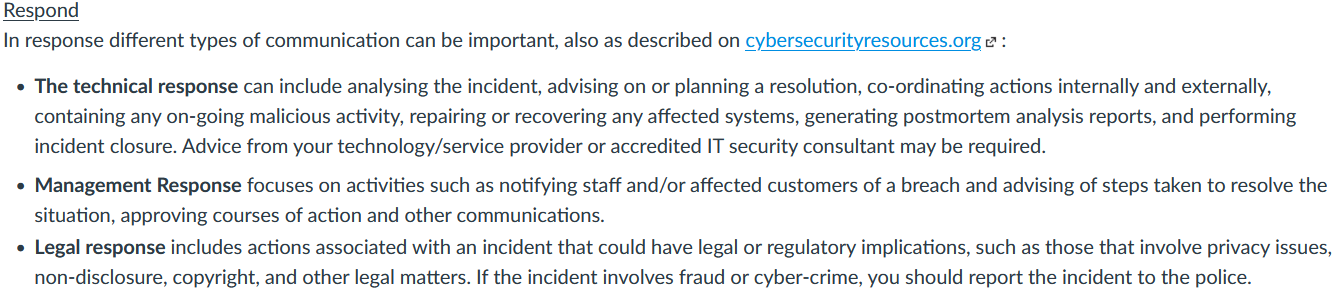 Respond
In response different types of communication can be important, also as described on cybersecurityresources.org :
• The technical response can include analysing the incident, advising on or planning a resolution, co-ordinating actions internally and externally,
containing any on-going malicious activity, repairing or recovering any affected systems, generating postmortem analysis reports, and performing
incident closure. Advice from your technology/service provider or accredited IT security consultant may be required.
• Management Response focuses on activities such as notifying staff and/or affected customers of a breach and advising of steps taken to resolve the
situation, approving courses of action and other communications.
• Legal response includes actions associated with an incident that could have legal or regulatory implications, such as those that involve privacy issues,
non-disclosure, copyright, and other legal matters. If the incident involves fraud or cyber-crime, you should report the incident to the police.